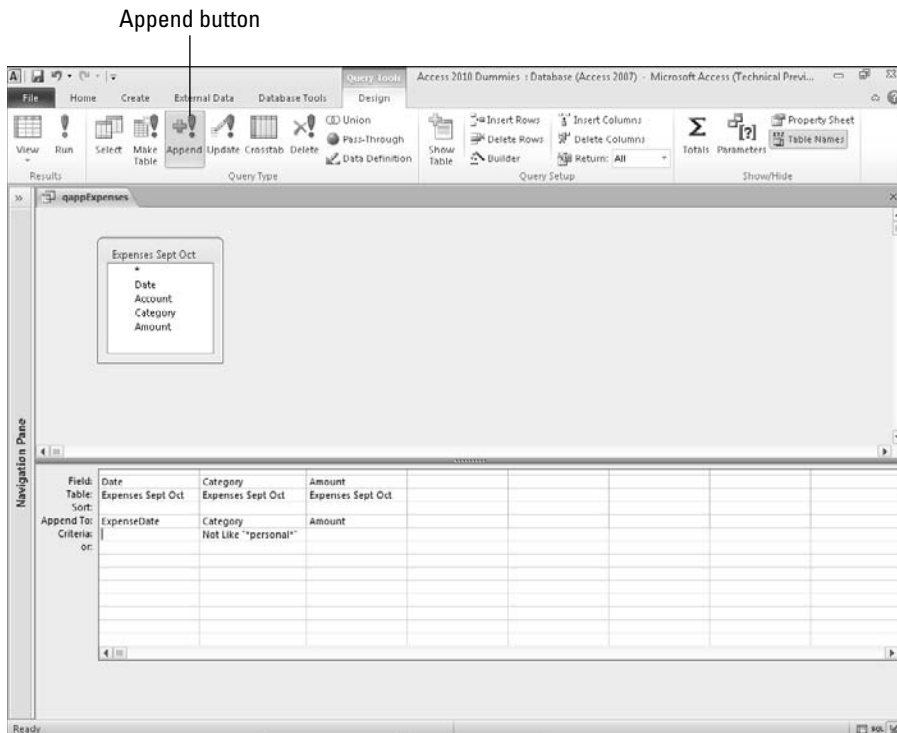 Append button
Query Tools
Access 2010 Dummies : Database (Access 2007) - Microsoft Access (Technical Previ...
File Home Create External Data Database Tools Design
View
Run
Select
Make Table
Append
Update
Crosstab
Delete
Union
Pass-Through
Data Definition
Show Table
Insert Rows
Delete Rows
Builder
Insert Columns
Delete Columns
Return: All
Totals
Parameters
Property Sheet
Table Names
Results
Query Type
Query Setup
Show/Hide
qappExpenses
Expenses Sept Oct
*
Date
Account
Category
Amount
Navigation Pane
Field: Date Category Amount
Table: Expenses Sept Oct Expenses Sept Oct Expenses Sept Oct
Sort:
Append To: ExpenseDate Category Amount
Criteria: Not Like "*personal*"
or:
Ready
SQL